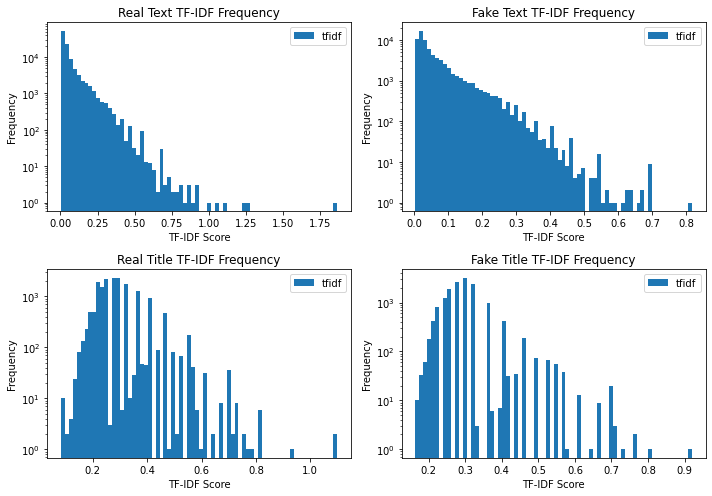 Real Text TF-IDF Frequency
Frequency
10^4
10^3
10^2
10^1
10^0
tfidf
0.00 0.25 0.50 0.75 1.00 1.25 1.50 1.75
TF-IDF Score
Fake Text TF-IDF Frequency
Frequency
10^4
10^3
10^2
10^1
10^0
tfidf
0.0 0.1 0.2 0.3 0.4 0.5 0.6 0.7 0.8
TF-IDF Score
Real Title TF-IDF Frequency
Frequency
10^3
10^2
10^1
10^0
tfidf
0.2 0.4 0.6 0.8 1.0
TF-IDF Score
Fake Title TF-IDF Frequency
Frequency
10^3
10^2
10^1
10^0
tfidf
0.2 0.3 0.4 0.5 0.6 0.7 0.8 0.9
TF-IDF Score